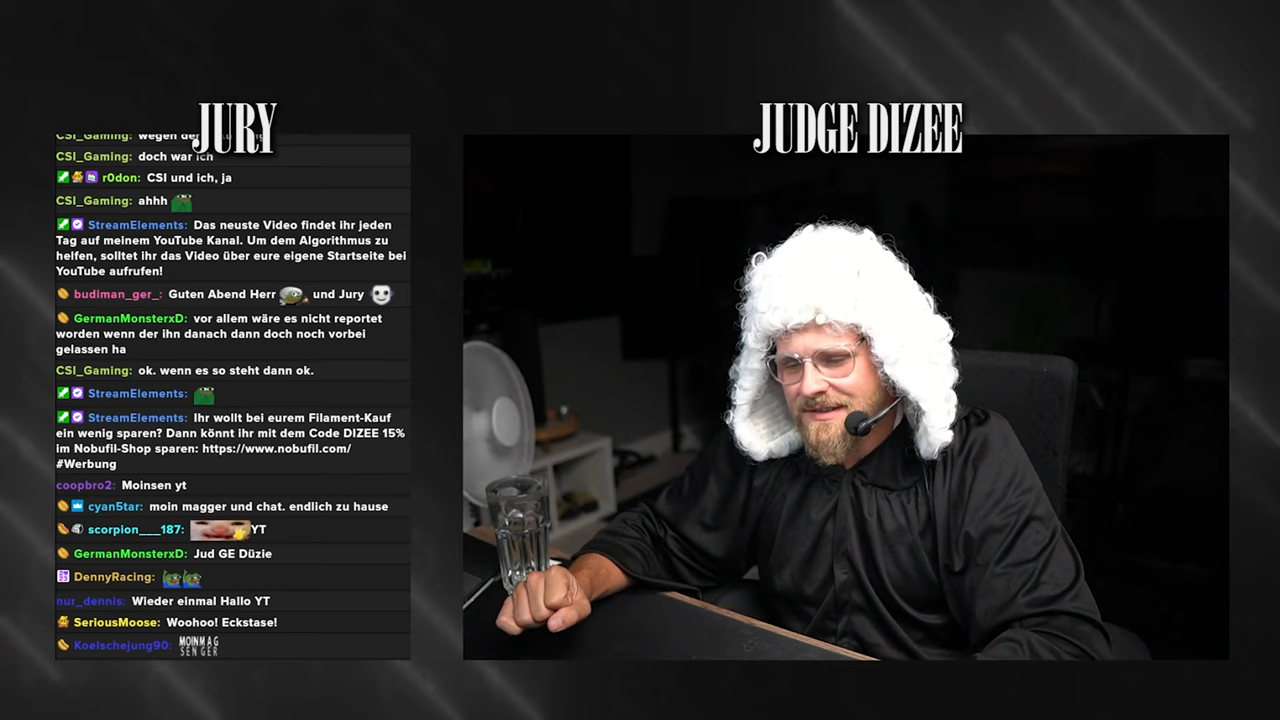 JURY
JUDGE DIZEE
CSI_Gaming: wegen der
CSI_Gaming: doch war ich
r0don: CSI und ich, ja
CSI_Gaming: ahhh
StreamElements: Das neuste Video findet ihr jeden
Tag auf meinem YouTube Kanal. Um dem Algorithmus zu
helfen, solltet ihr das Video über eure eigene Startseite bei
YouTube aufrufen!
budiman_ger_: Guten Abend Herr und Jury
GermanMonsterxD: vor allem wäre es nicht reportet
worden wenn der ihn danach dann doch noch vorbei
gelassen ha
CSI_Gaming: ok. wenn es so steht dann ok.
StreamElements:
StreamElements: Ihr wollt bei eurem Filament-Kauf
ein wenig sparen? Dann könnt ihr mit dem Code DIZEE 15%
im Nobufil-Shop sparen: https://www.nobufil.com/
#Werbung
coopbro2: Moinsen yt
cyan5tar: moin magger und chat. endlich zu hause
scorpion___187: YT
GermanMonsterxD: Jud GE Düzie
DennyRacing:
nur_dennis: Wieder einmal Hallo YT
SeriousMoose: Woohoo! Eckstase!
Koelschejung90: MOINMAG
SENGER